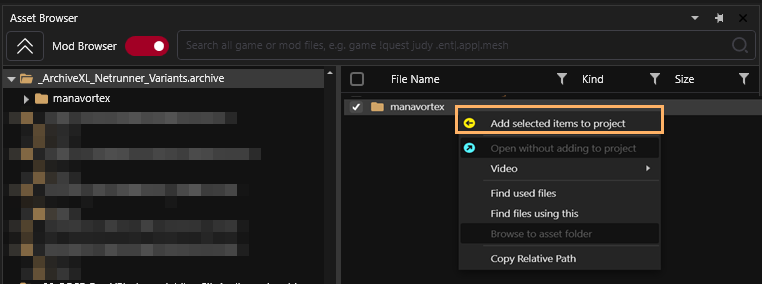 Asset Browser
Mod Browser
Search all game or mod files, e.g. game |quest judy .ent|.app|.mesh
_ArchiveXL_Netrunner_Variants.archive
File Name
Kind
Size
manavortex
manavortex
Add selected items to project
Open without adding to project
Video
Find used files
Find files using this
Browse to asset folder
Copy Relative Path